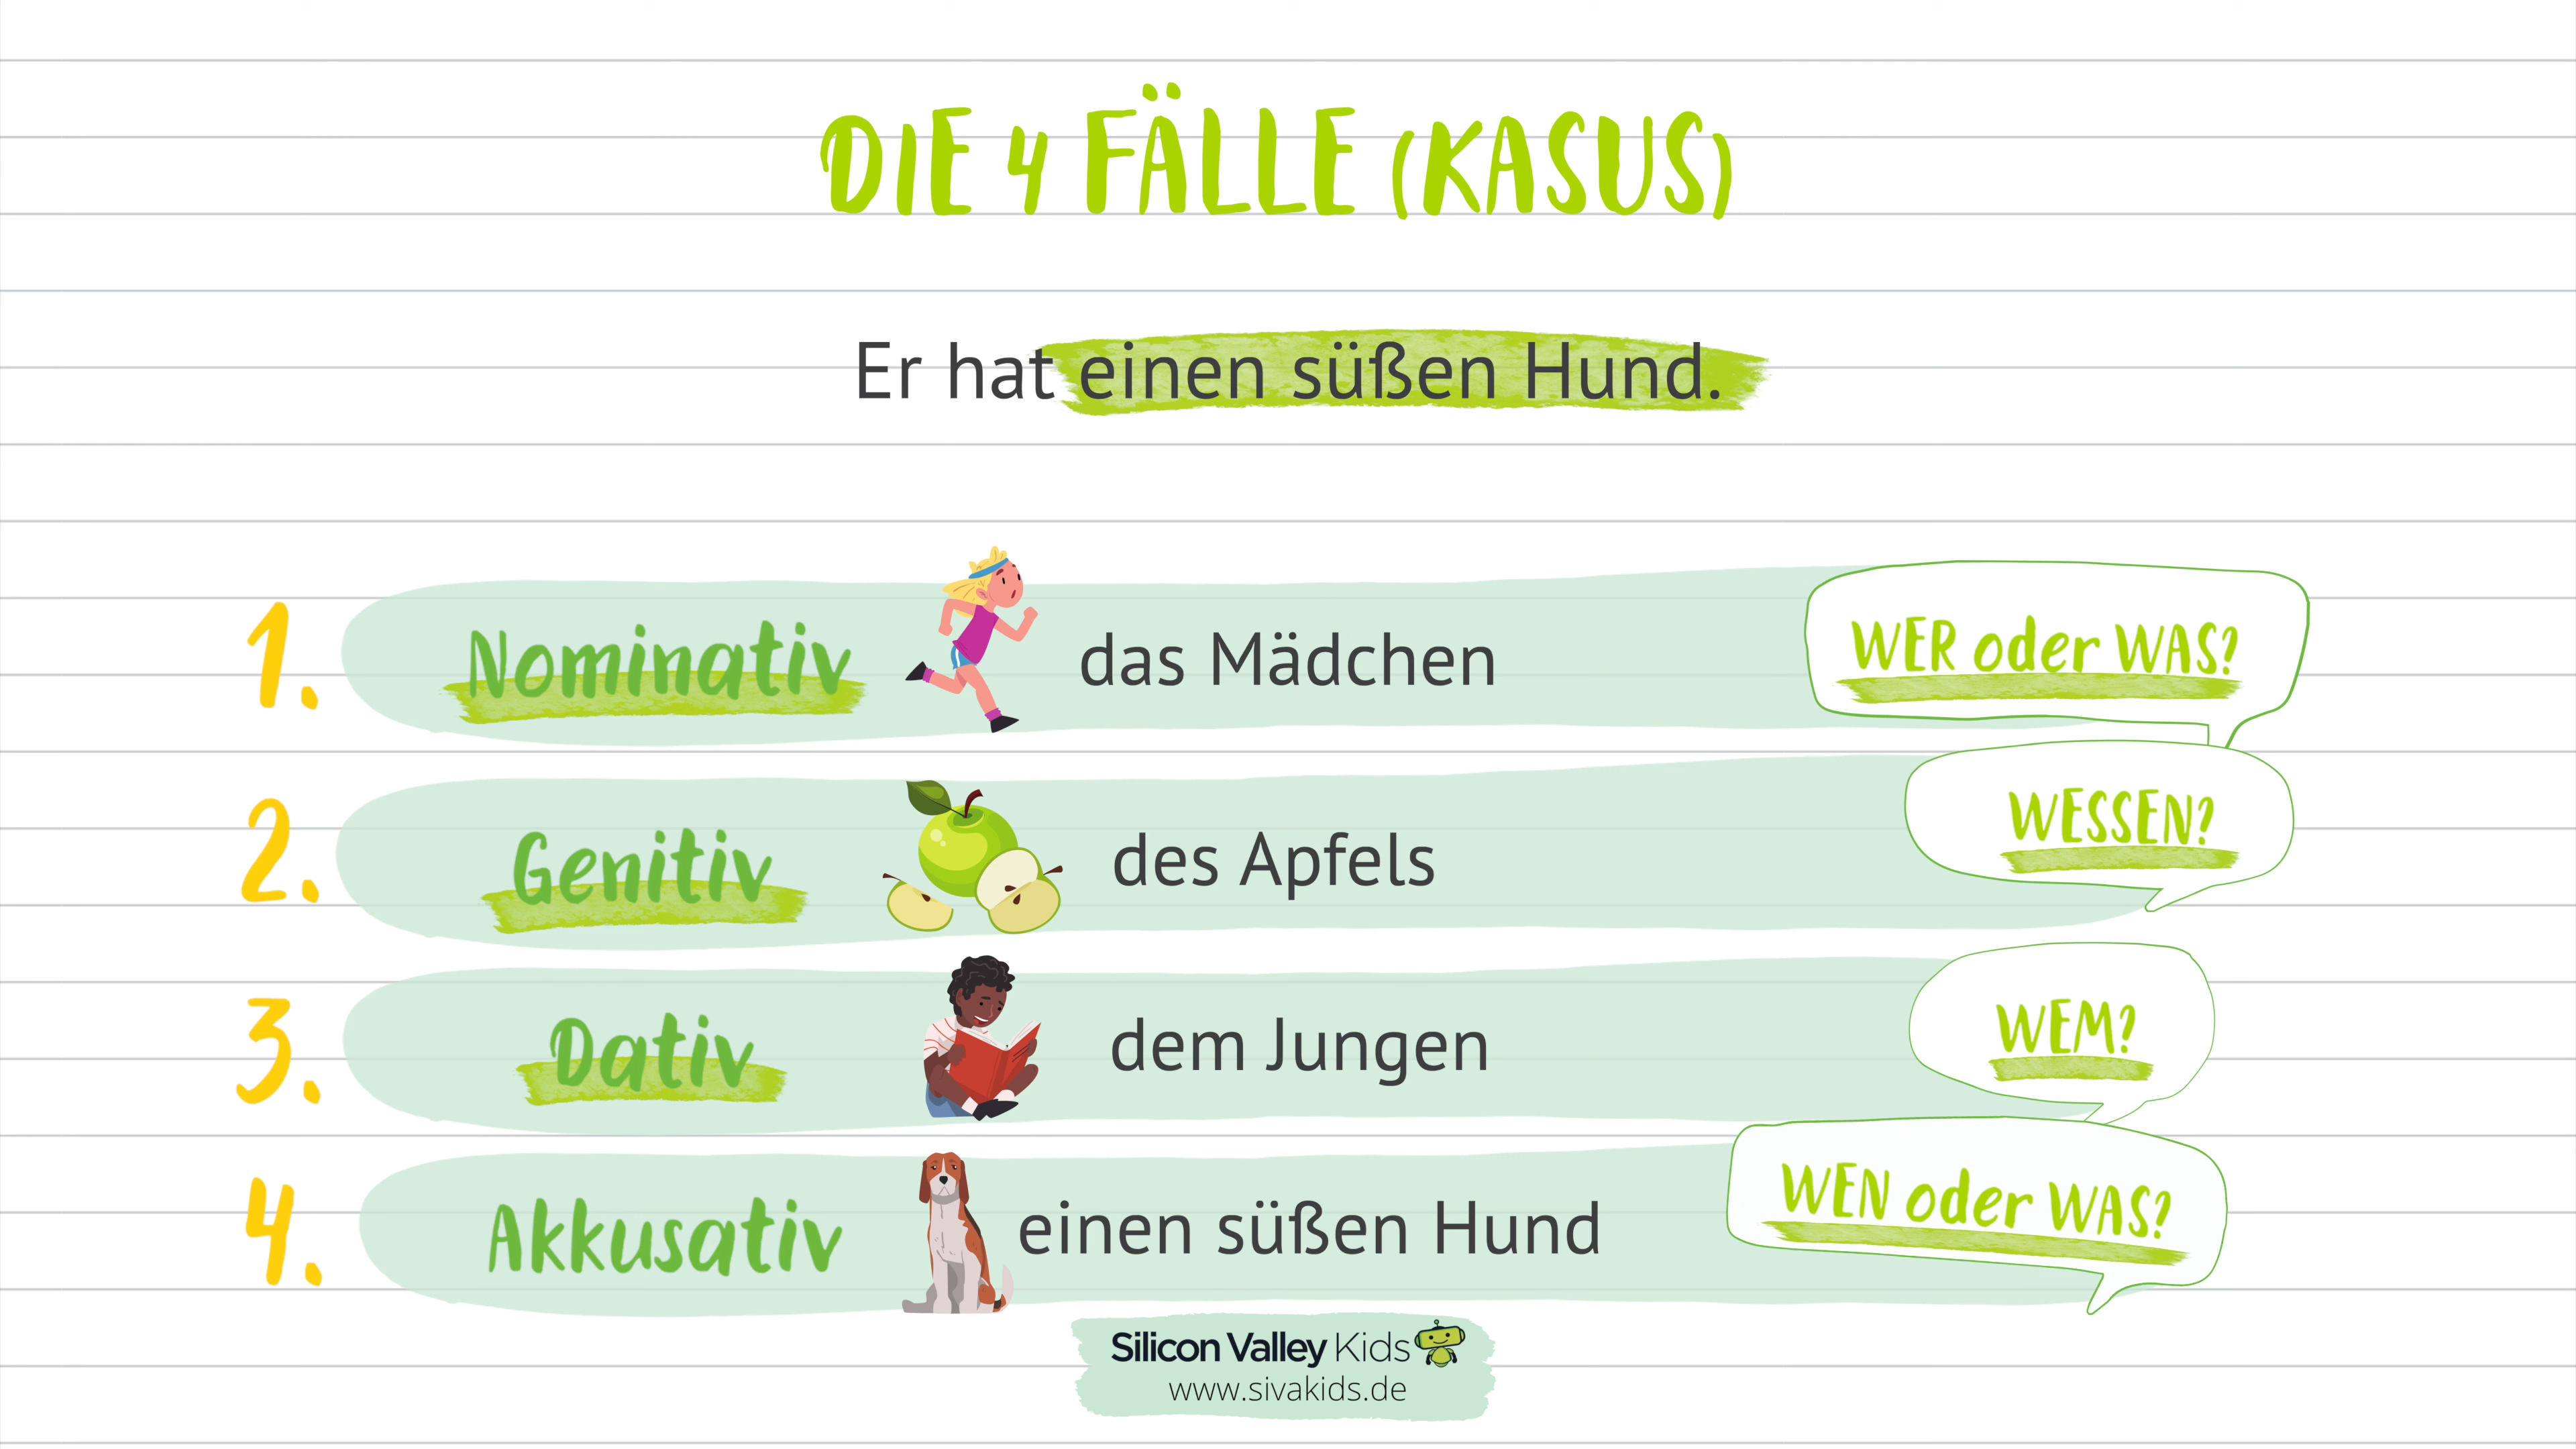 DIE 4 FÄLLE (KASUS)
Er hat einen süßen Hund.
1. Nominativ das Mädchen WER oder WAS?
2. Genitiv des Apfels WESSEN?
3. Dativ dem Jungen WEM?
4. Akkusativ einen süßen Hund WEN oder WAS?
Silicon Valley Kids
www.sivakids.de